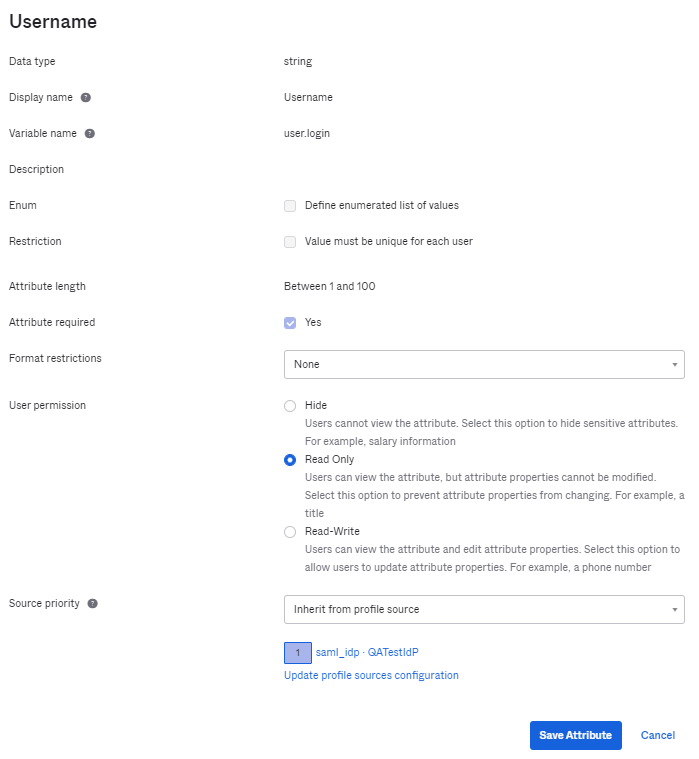 Username
Data type string
Display name ? Username
Variable name ? user.login
Description
Enum Define enumerated list of values
Restriction Value must be unique for each user
Attribute length Between 1 and 100
Attribute required Yes
Format restrictions None
User permission Hide
Users cannot view the attribute. Select this option to hide sensitive attributes.
For example, salary information
Read Only
Users can view the attribute, but attribute properties cannot be modified.
Select this option to prevent attribute properties from changing. For example, a
title
Read-Write
Users can view the attribute and edit attribute properties. Select this option to
allow users to update attribute properties. For example, a phone number
Source priority ? Inherit from profile source
1 saml_idp · QATestIdP
Update profile sources configuration
Save Attribute Cancel